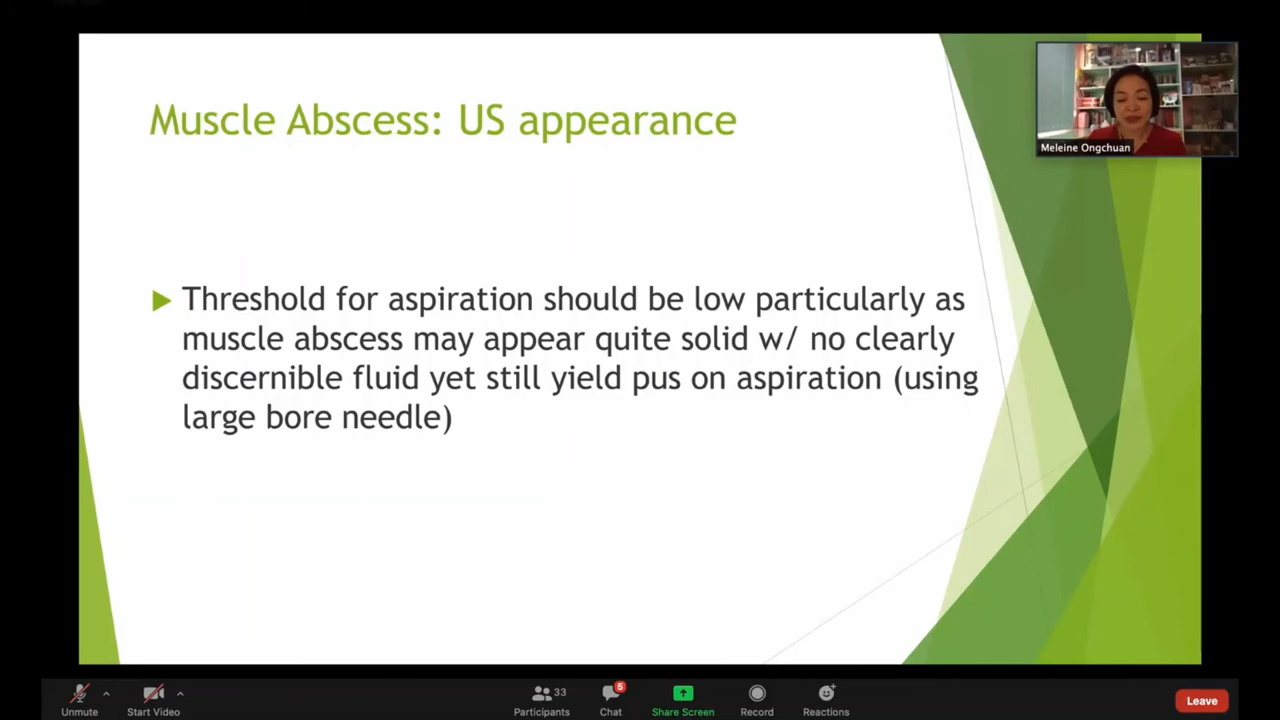 Muscle Abscess: US appearance
Meleine Ongchuan
Threshold for aspiration should be low particularly as
muscle abscess may appear quite solid w/ no clearly
discernible fluid yet still yield pus on aspiration (using
large bore needle)
Unmute
Start Video
33
Participants
5
Chat
Share Screen
Record
Reactions
Leave